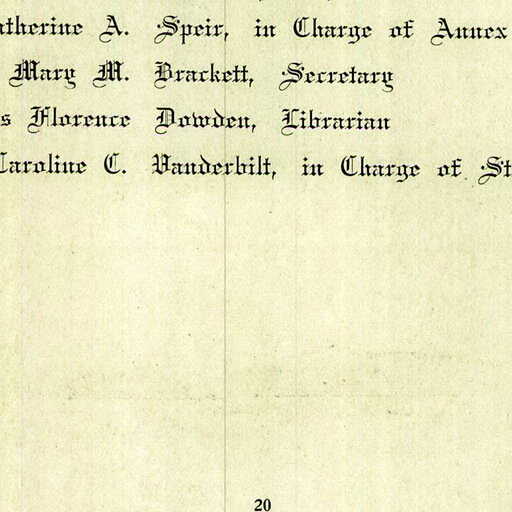 atherine A. Speir, in Charge of Annex
Mary M. Brackett, Secretary
s Florence Dowden, Librarian
Caroline C. Vanderbilt, in Charge of St
20